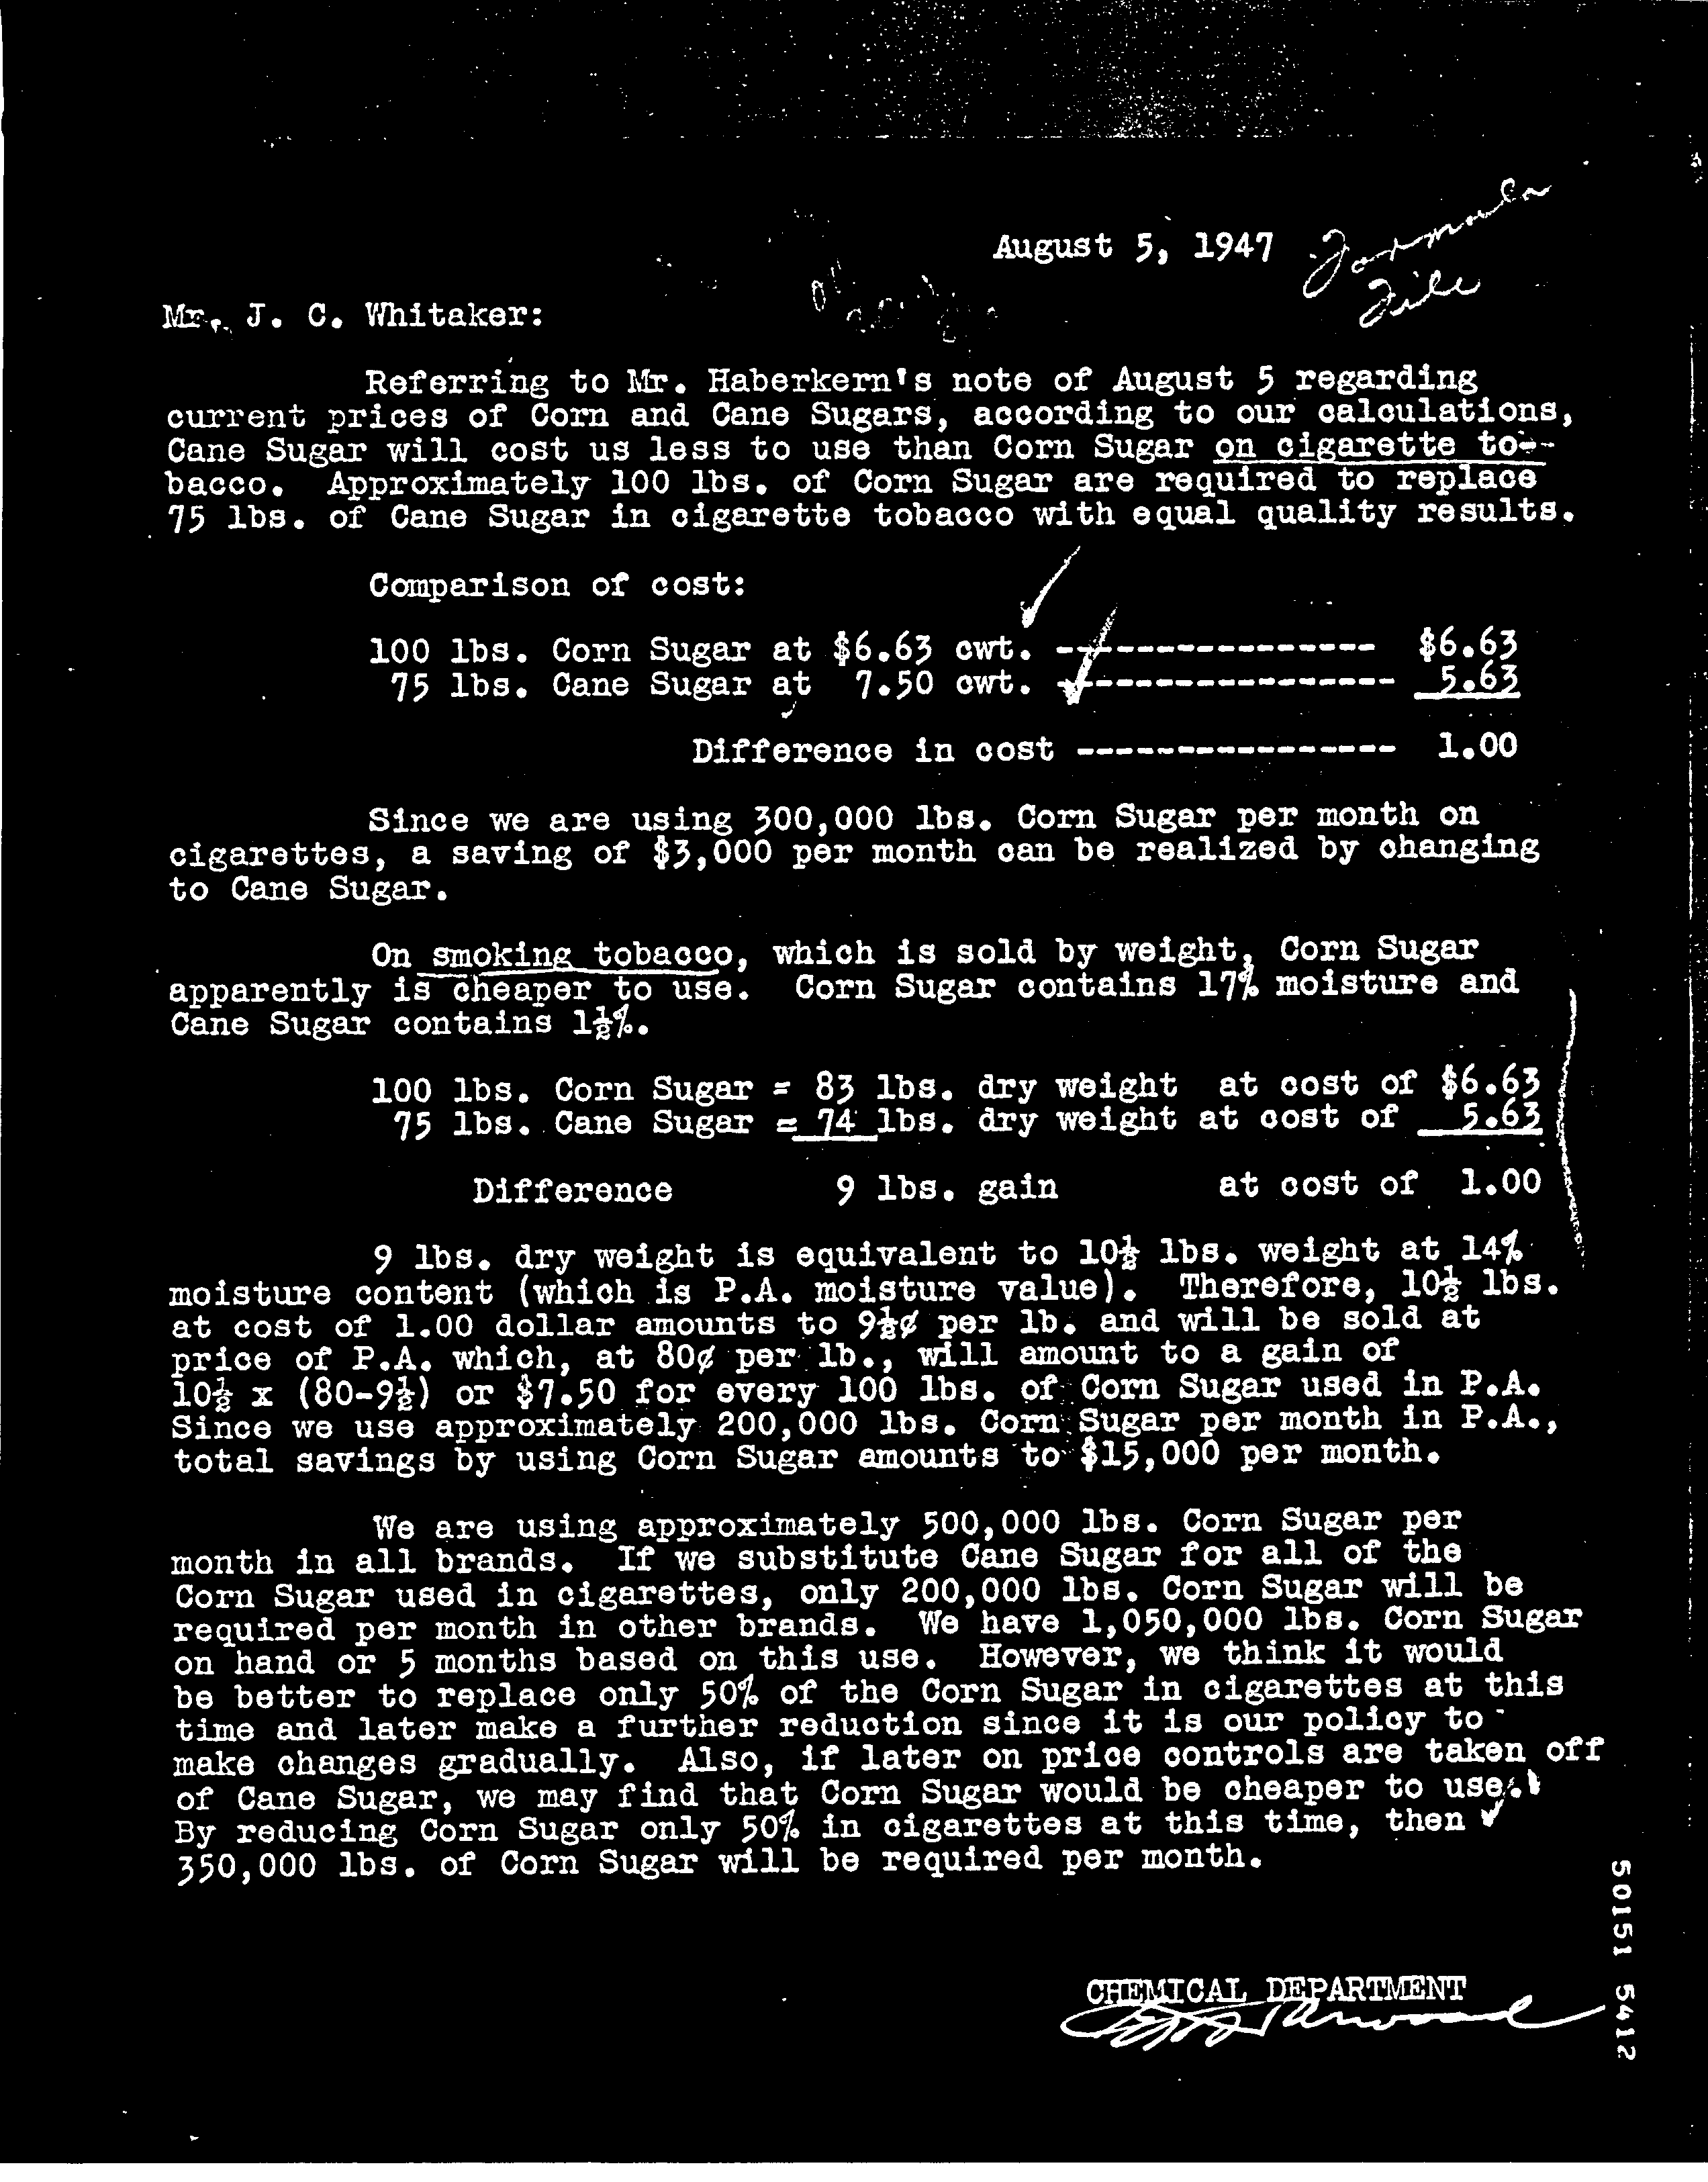 August 5, 1947
Formula
File
Mr. J. C. Whitaker:
Referring to Mr. Haberkern's note of August 5 regarding
current prices of Corn and Cane Sugars, according to our calculations,
Cane Sugar will cost us less to use than Corn Sugar on cigarette to-
bacco. Approximately 100 lbs. of Corn Sugar are required to replace
75 lbs. of Cane Sugar in cigarette tobacco with equal quality results.
Comparison of cost:
100 lbs. Corn Sugar at $6.63 cwt. ---------------- $6.63
75 lbs. Cane Sugar at 7.50 cwt. ----------------- 5.63
Difference in cost ---------------- 1.00
Since we are using 300,000 lbs. Corn Sugar per month on
cigarettes, a saving of $3,000 per month can be realized by changing
to Cane Sugar.
On smoking tobacco, which is sold by weight, Corn Sugar
apparently is cheaper to use. Corn Sugar contains 17% moisture and
Cane Sugar contains 1½%.
100 lbs. Corn Sugar = 83 lbs. dry weight at cost of $6.63
75 lbs. Cane Sugar = 74 lbs. dry weight at cost of 5.63
Difference 9 lbs. gain at cost of 1.00
9 lbs. dry weight is equivalent to 10½ lbs. weight at 14%
moisture content (which is P.A. moisture value). Therefore, 10½ lbs.
at cost of 1.00 dollar amounts to 9½¢ per lb. and will be sold at
price of P.A. which, at 80¢ per lb., will amount to a gain of
10½ x (80-9½) or $7.50 for every 100 lbs. of Corn Sugar used in P.A.
Since we use approximately 200,000 lbs. Corn Sugar per month in P.A.,
total savings by using Corn Sugar amounts to $15,000 per month.
We are using approximately 500,000 lbs. Corn Sugar per
month in all brands. If we substitute Cane Sugar for all of the
Corn Sugar used in cigarettes, only 200,000 lbs. Corn Sugar will be
required per month in other brands. We have 1,050,000 lbs. Corn Sugar
on hand or 5 months based on this use. However, we think it would
be better to replace only 50% of the Corn Sugar in cigarettes at this
time and later make a further reduction since it is our policy to
make changes gradually. Also, if later on price controls are taken off
of Cane Sugar, we may find that Corn Sugar would be cheaper to use.
By reducing Corn Sugar only 50% in cigarettes at this time, then
350,000 lbs. of Corn Sugar will be required per month.
CHEMICAL DEPARTMENT
50151 5412